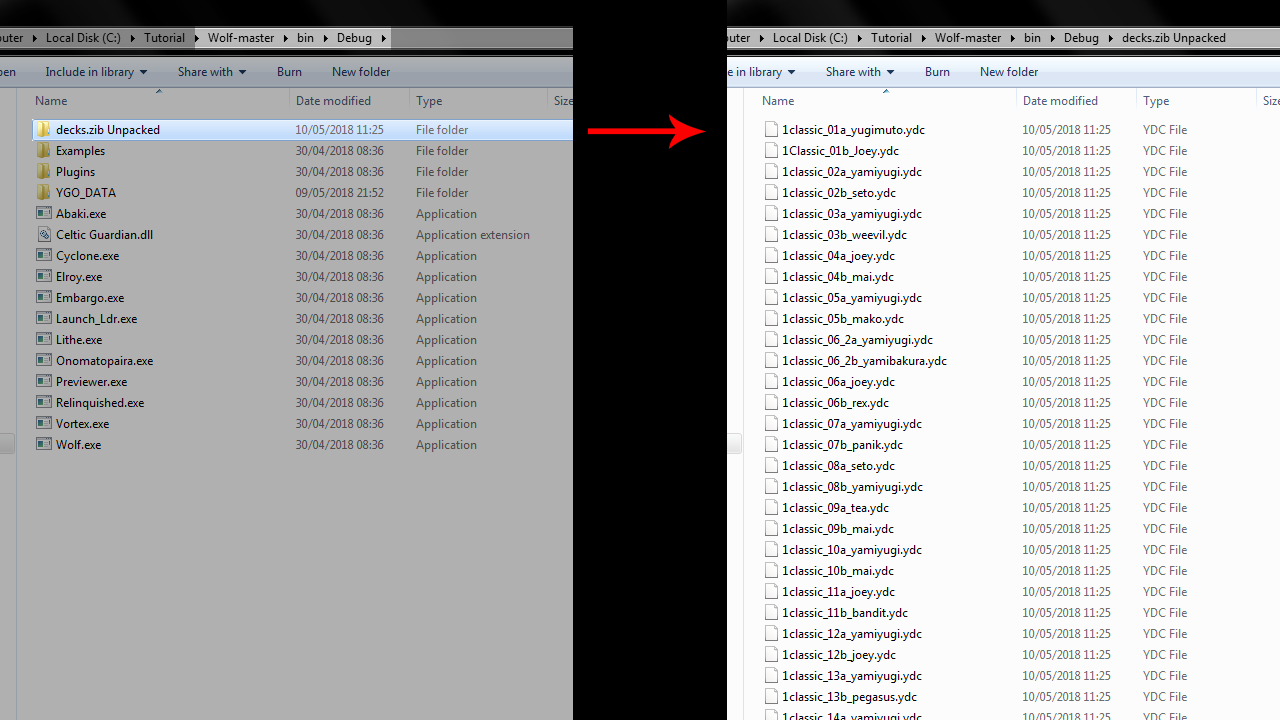 uter ▸ Local Disk (C:) ▸ Tutorial ▸ Wolf-master ▸ bin ▸ Debug ▸
pen Include in library Share with Burn New folder
Name Date modified Type Size
decks.zib Unpacked 10/05/2018 11:25 File folder
Examples 30/04/2018 08:36 File folder
Plugins 30/04/2018 08:36 File folder
YGO_DATA 09/05/2018 21:52 File folder
Abaki.exe 30/04/2018 08:36 Application
Celtic Guardian.dll 30/04/2018 08:36 Application extension
Cyclone.exe 30/04/2018 08:36 Application
Elroy.exe 30/04/2018 08:36 Application
Embargo.exe 30/04/2018 08:36 Application
Launch_Ldr.exe 30/04/2018 08:36 Application
Lithe.exe 30/04/2018 08:36 Application
Onomatopaira.exe 30/04/2018 08:36 Application
Previewer.exe 30/04/2018 08:36 Application
Relinquished.exe 30/04/2018 08:36 Application
Vortex.exe 30/04/2018 08:36 Application
Wolf.exe 30/04/2018 08:36 Application
uter ▸ Local Disk (C:) ▸ Tutorial ▸ Wolf-master ▸ bin ▸ Debug ▸ decks.zib Unpacked
e in library Share with Burn New folder
Name Date modified Type Size
1classic_01a_yugimuto.ydc 10/05/2018 11:25 YDC File
1Classic_01b_Joey.ydc 10/05/2018 11:25 YDC File
1classic_02a_yamiyugi.ydc 10/05/2018 11:25 YDC File
1classic_02b_seto.ydc 10/05/2018 11:25 YDC File
1classic_03a_yamiyugi.ydc 10/05/2018 11:25 YDC File
1classic_03b_weevil.ydc 10/05/2018 11:25 YDC File
1classic_04a_joey.ydc 10/05/2018 11:25 YDC File
1classic_04b_mai.ydc 10/05/2018 11:25 YDC File
1classic_05a_yamiyugi.ydc 10/05/2018 11:25 YDC File
1classic_05b_mako.ydc 10/05/2018 11:25 YDC File
1classic_06_2a_yamiyugi.ydc 10/05/2018 11:25 YDC File
1classic_06_2b_yamibakura.ydc 10/05/2018 11:25 YDC File
1classic_06a_joey.ydc 10/05/2018 11:25 YDC File
1classic_06b_rex.ydc 10/05/2018 11:25 YDC File
1classic_07a_yamiyugi.ydc 10/05/2018 11:25 YDC File
1classic_07b_panik.ydc 10/05/2018 11:25 YDC File
1classic_08a_seto.ydc 10/05/2018 11:25 YDC File
1classic_08b_yamiyugi.ydc 10/05/2018 11:25 YDC File
1classic_09a_tea.ydc 10/05/2018 11:25 YDC File
1classic_09b_mai.ydc 10/05/2018 11:25 YDC File
1classic_10a_yamiyugi.ydc 10/05/2018 11:25 YDC File
1classic_10b_mai.ydc 10/05/2018 11:25 YDC File
1classic_11a_joey.ydc 10/05/2018 11:25 YDC File
1classic_11b_bandit.ydc 10/05/2018 11:25 YDC File
1classic_12a_yamiyugi.ydc 10/05/2018 11:25 YDC File
1classic_12b_joey.ydc 10/05/2018 11:25 YDC File
1classic_13a_yamiyugi.ydc 10/05/2018 11:25 YDC File
1classic_13b_pegasus.ydc 10/05/2018 11:25 YDC File
1classic_14a_yamiyugi.ydc 10/05/2018 11:25 YDC File